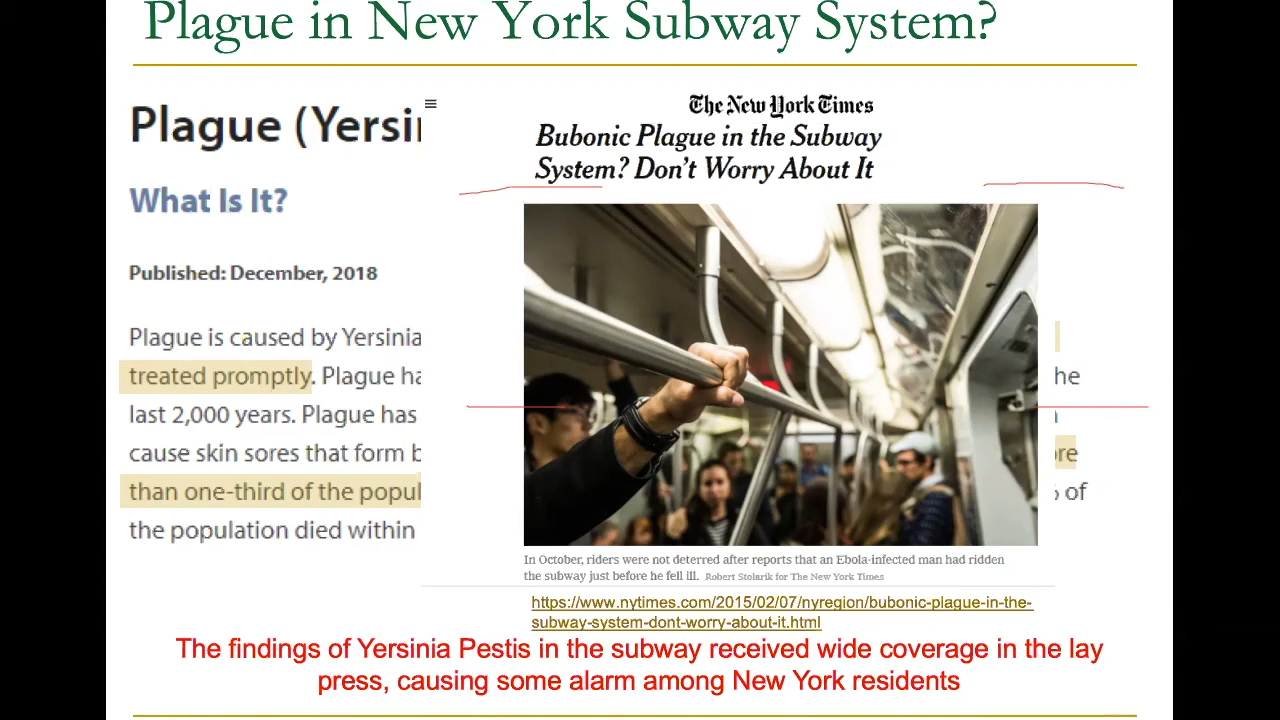 Plague in New York Subway System?
Plague (Yersi
What Is It?
Published: December, 2018
Plague is caused by Yersinia
treated promptly. Plague ha
last 2,000 years. Plague has
cause skin sores that form b
than one-third of the popul
the population died within
The New York Times
Bubonic Plague in the Subway
System? Don't Worry About It
he
re
of
In October, riders were not deterred after reports that an Ebola-infected man had ridden
the subway just before he fell ill. Robert Stolarik for The New York Times
https://www.nytimes.com/2015/02/07/nyregion/bubonic-plague-in-the-
subway-system-dont-worry-about-it.html
The findings of Yersinia Pestis in the subway received wide coverage in the lay
press, causing some alarm among New York residents